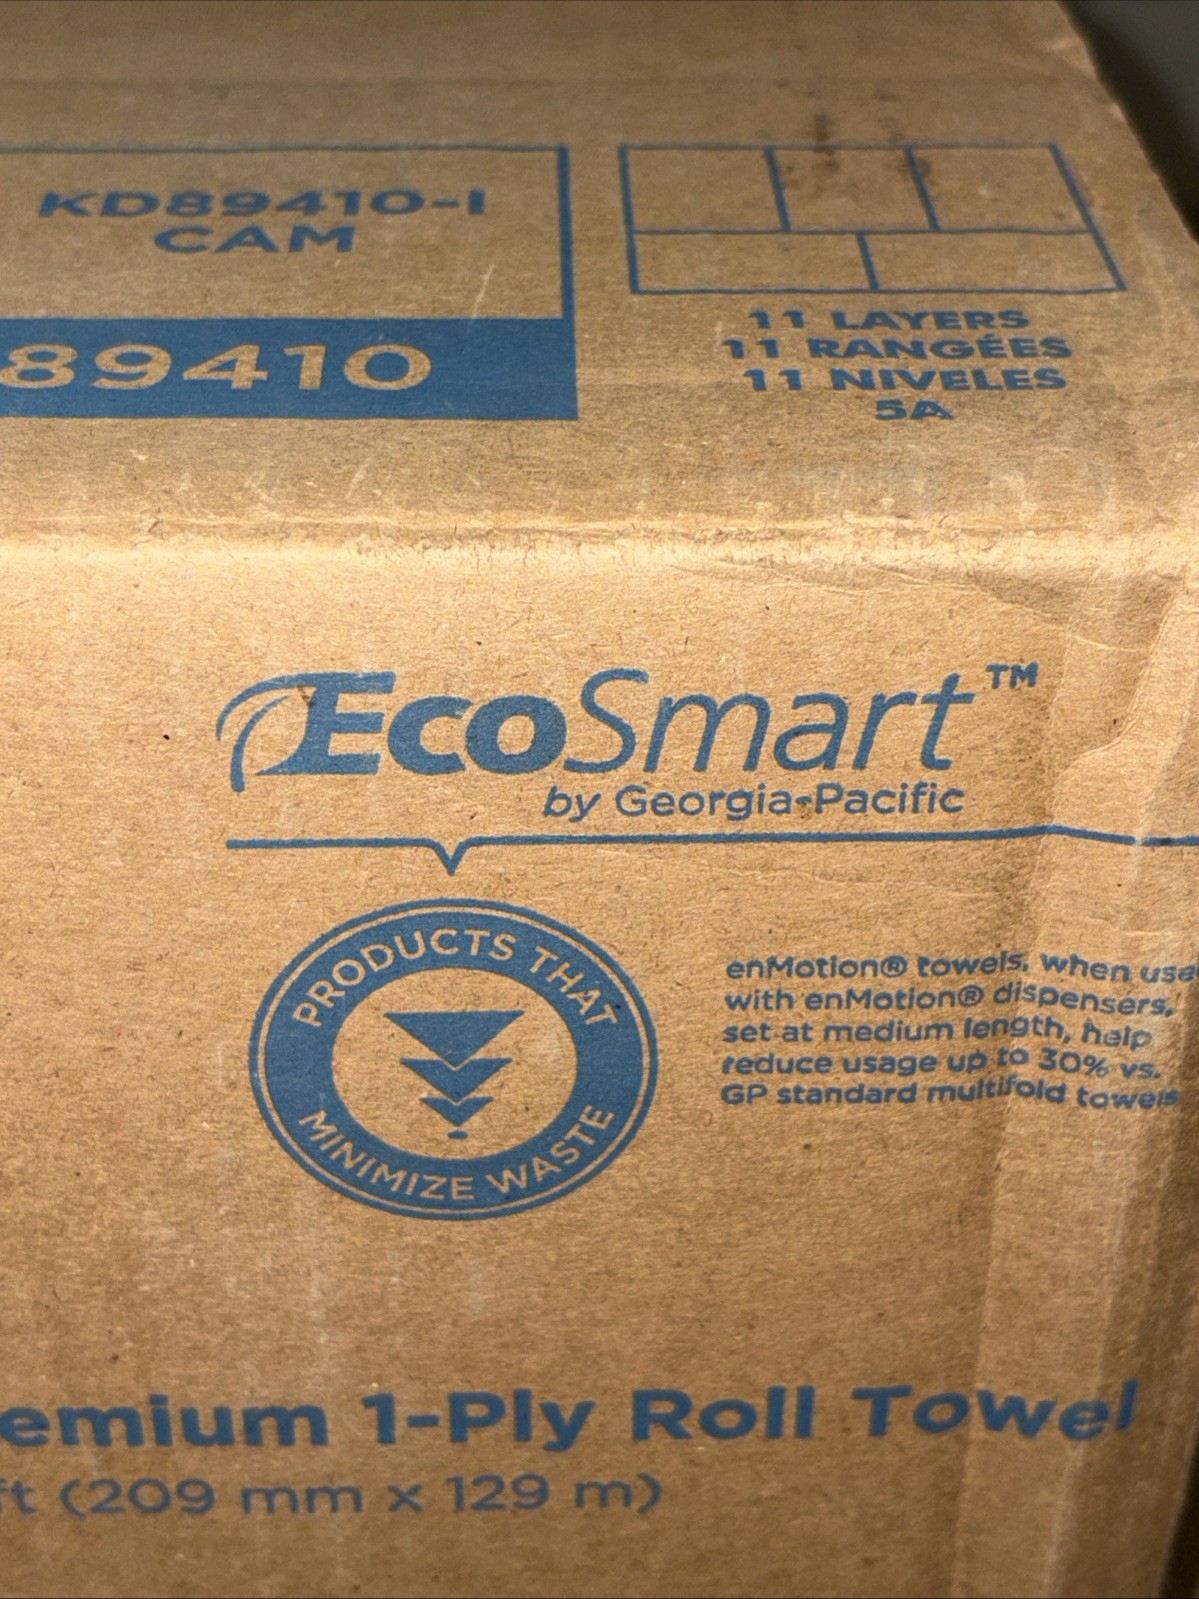 KD89410-I
CAM
89410
11 LAYERS
11 RANGÉES
11 NIVELES
5A
EcoSmart™
by Georgia-Pacific
PRODUCTS THAT
MINIMIZE WASTE
enMotion® towels, when use
with enMotion® dispensers,
set at medium length, help
reduce usage up to 30% vs.
GP standard multifold towels
emium 1-Ply Roll Towel
ft (209 mm x 129 m)